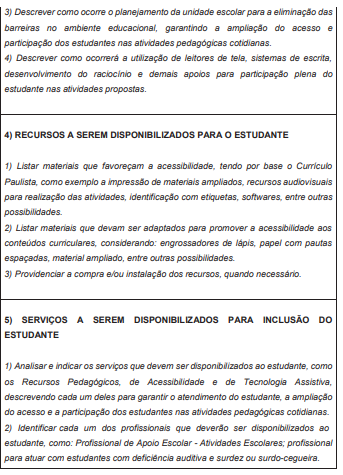 3) Descrever como ocorre o planejamento da unidade escolar para a eliminação das
barreiras no ambiente educacional, garantindo a ampliação do acesso e
participação dos estudantes nas atividades pedagógicas cotidianas.
4) Descrever como ocorrerá a utilização de leitores de tela, sistemas de escrita,
desenvolvimento do raciocínio e demais apoios para participação plena do
estudante nas atividades propostas.
4) RECURSOS A SEREM DISPONIBILIZADOS PARA O ESTUDANTE
1) Listar materiais que favoreçam a acessibilidade, tendo por base o Currículo
Paulista, como exemplo a impressão de materiais ampliados, recursos audiovisuais
para realização das atividades, identificação com etiquetas, softwares, entre outras
possibilidades.
2) Listar materiais que devam ser adaptados para promover a acessibilidade aos
conteúdos curriculares, considerando: engrossadores de lápis, papel com pautas
espaçadas, material ampliado, entre outras possibilidades.
3) Providenciar a compra e/ou instalação dos recursos, quando necessário.
5) SERVIÇOS A SEREM DISPONIBILIZADOS PARA INCLUSÃO DO
ESTUDANTE
1) Analisar e indicar os serviços que devem ser disponibilizados ao estudante, como
os Recursos Pedagógicos, de Acessibilidade e de Tecnologia Assistiva,
descrevendo cada um deles para garantir o atendimento do estudante, a ampliação
do acesso e a participação dos estudantes nas atividades pedagógicas cotidianas.
2) Identificar cada um dos profissionais que deverão ser disponibilizados ao
estudante, como: Profissional de Apoio Escolar - Atividades Escolares; profissional
para atuar com estudantes com deficiência auditiva e surdez ou surdo-cegueira.